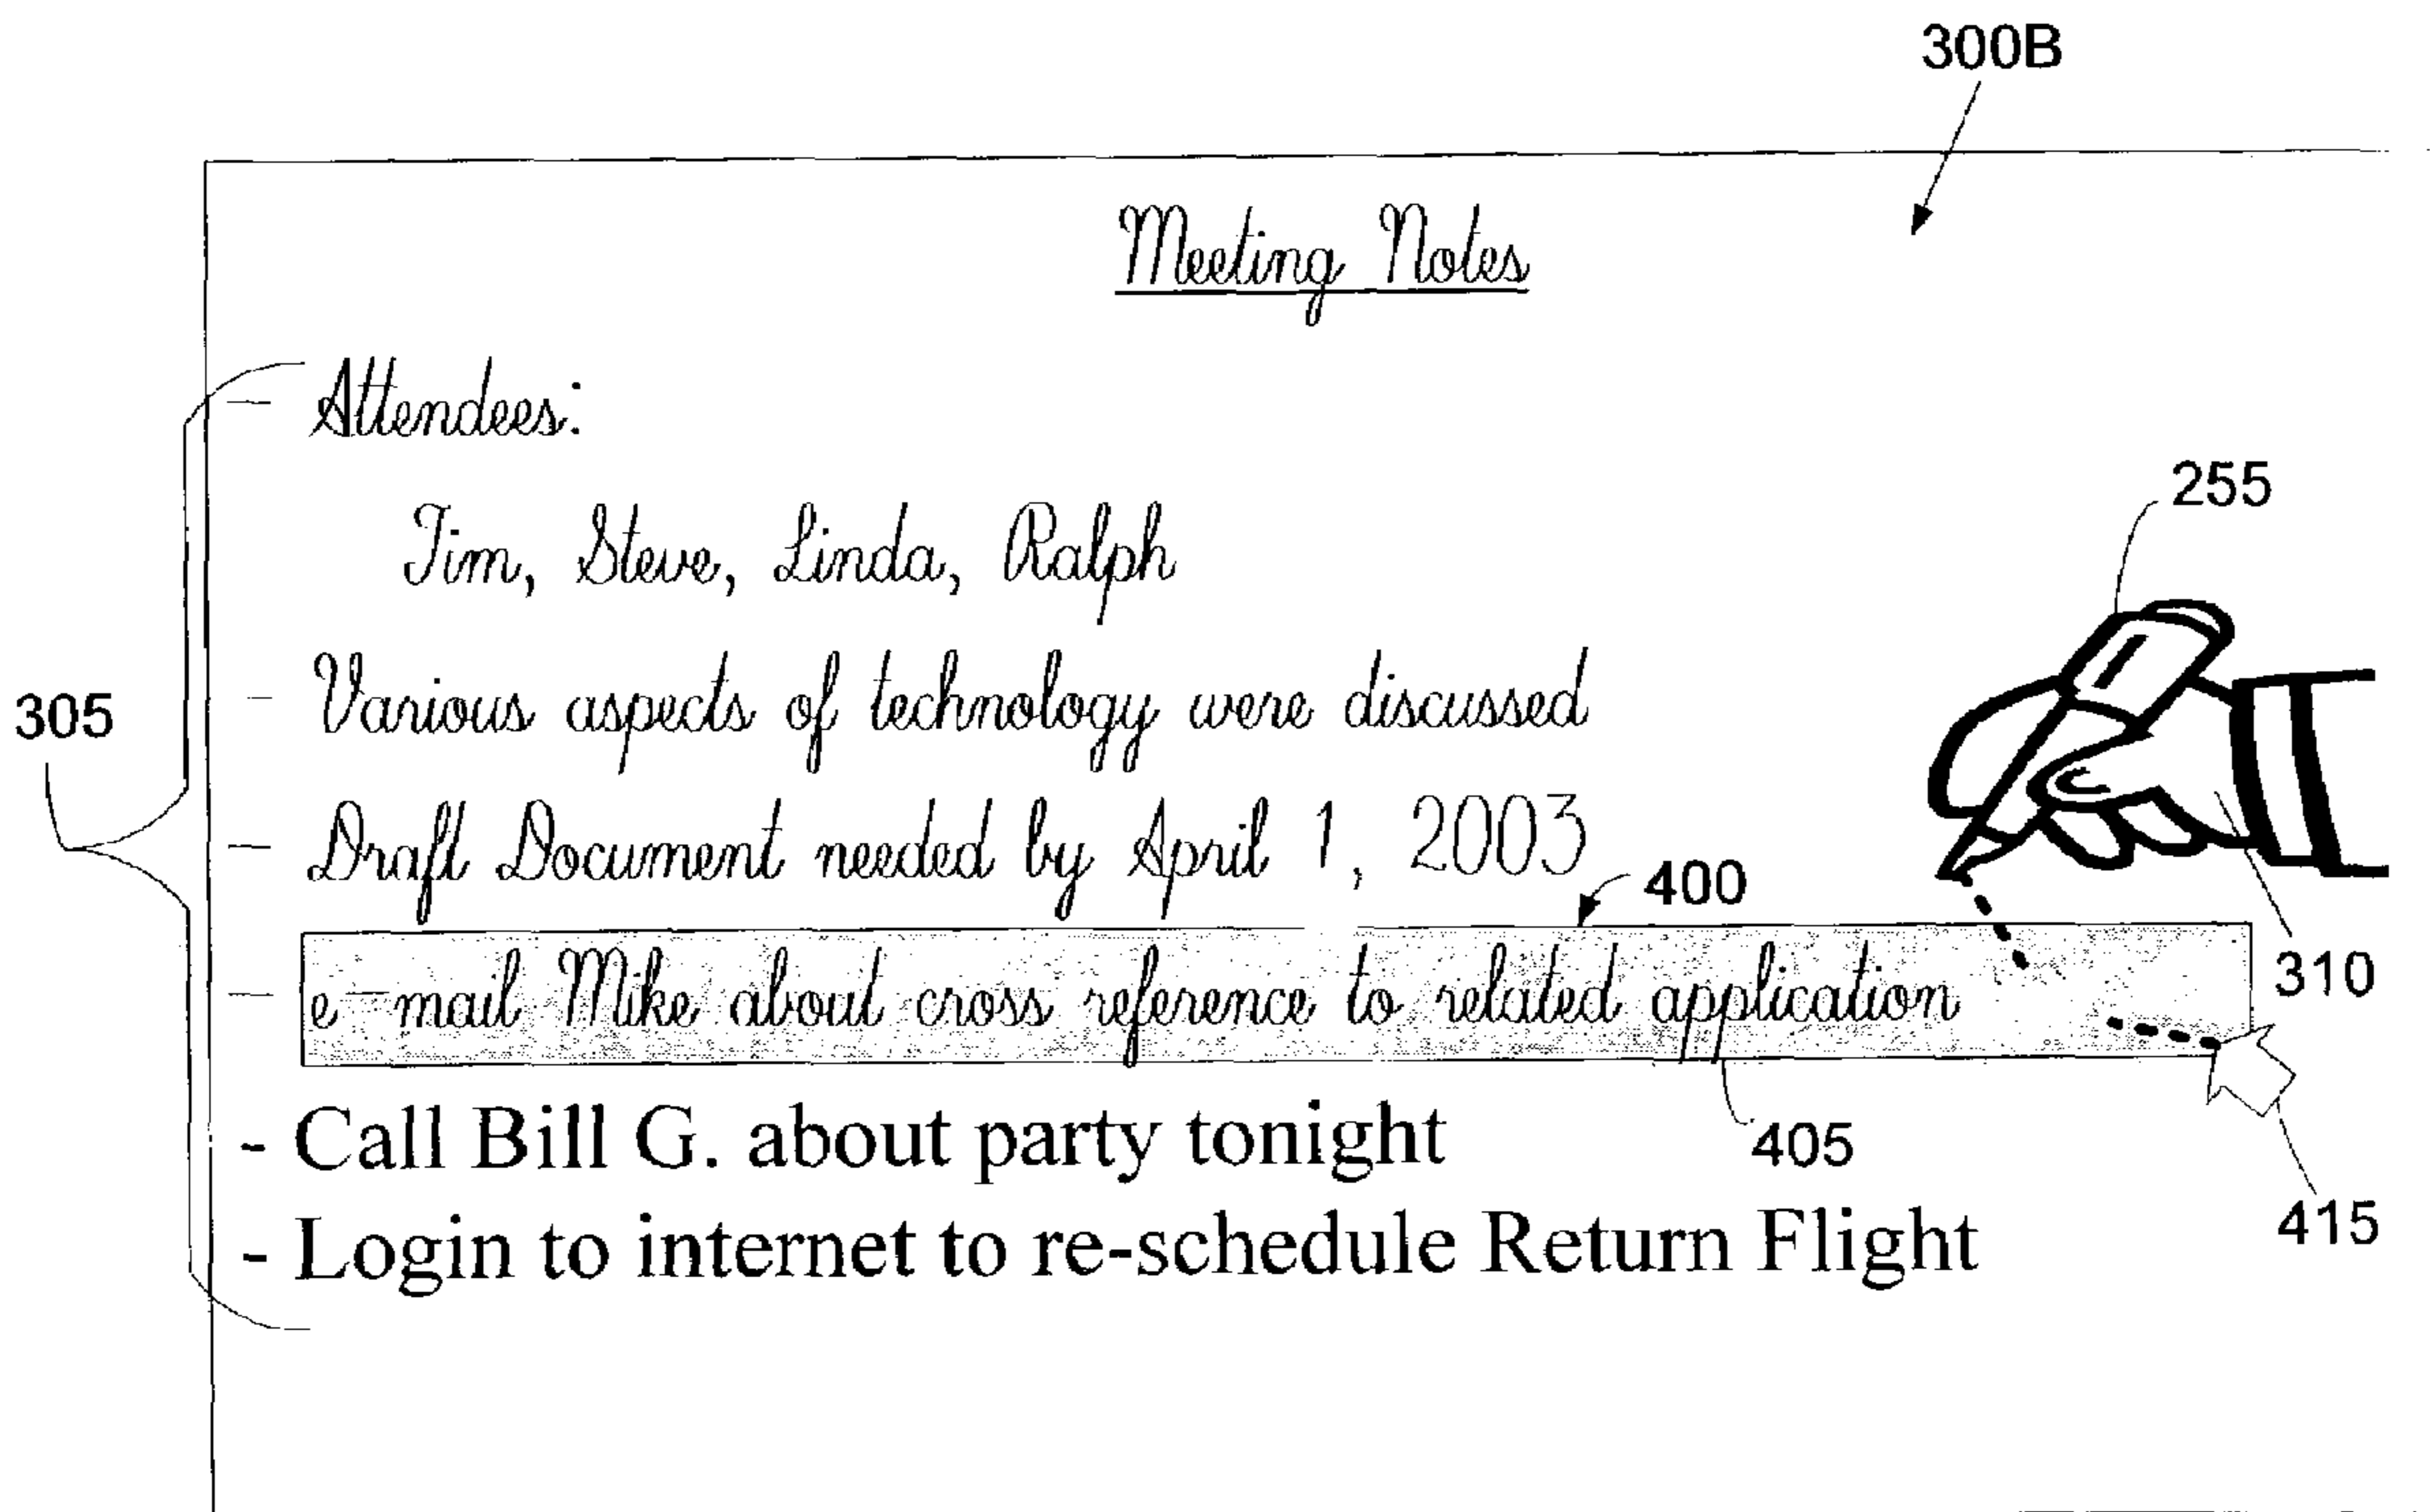 300B
Meeting Notes
- Attendees:
Tim, Steve, Linda, Ralph
255
- Various aspects of technology were discussed
305
- Draft Document needed by April 1, 2003
400
- e-mail Mike about cross reference to related application
310
- Call Bill G. about party tonight
405
415
- Login to internet to re-schedule Return Flight